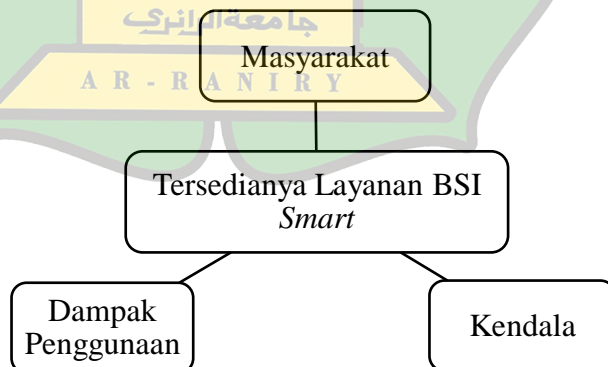 جامعةالرانري
Masyarakat
AR-RANIRY
Tersedianya Layanan BSI
Smart
Dampak
Penggunaan
Kendala